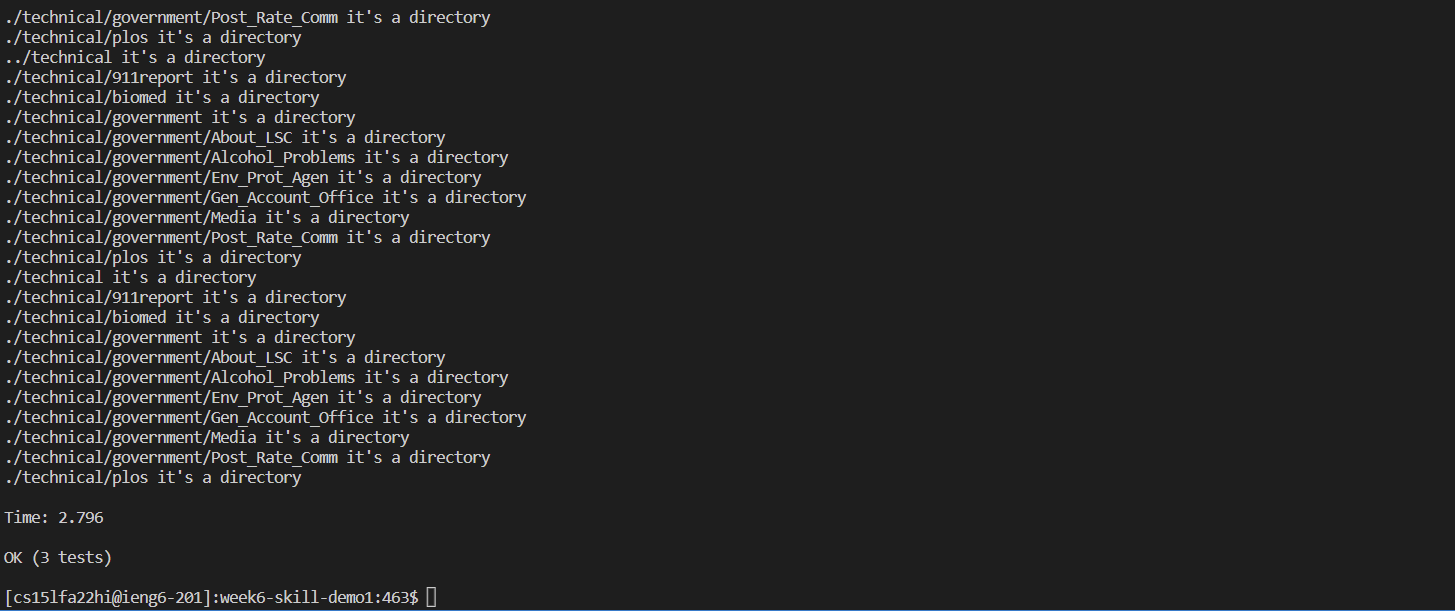 ./technical/government/Post_Rate_Comm it's a directory
./technical/plos it's a directory
../technical it's a directory
./technical/911report it's a directory
./technical/biomed it's a directory
./technical/government it's a directory
./technical/government/About_LSC it's a directory
./technical/government/Alcohol_Problems it's a directory
./technical/government/Env_Prot_Agen it's a directory
./technical/government/Gen_Account_Office it's a directory
./technical/government/Media it's a directory
./technical/government/Post_Rate_Comm it's a directory
./technical/plos it's a directory
./technical it's a directory
./technical/911report it's a directory
./technical/biomed it's a directory
./technical/government it's a directory
./technical/government/About_LSC it's a directory
./technical/government/Alcohol_Problems it's a directory
./technical/government/Env_Prot_Agen it's a directory
./technical/government/Gen_Account_Office it's a directory
./technical/government/Media it's a directory
./technical/government/Post_Rate_Comm it's a directory
./technical/plos it's a directory
Time: 2.796
OK (3 tests)
[cs15lfa22hi@ieng6-201]:week6-skill-demo1:463$